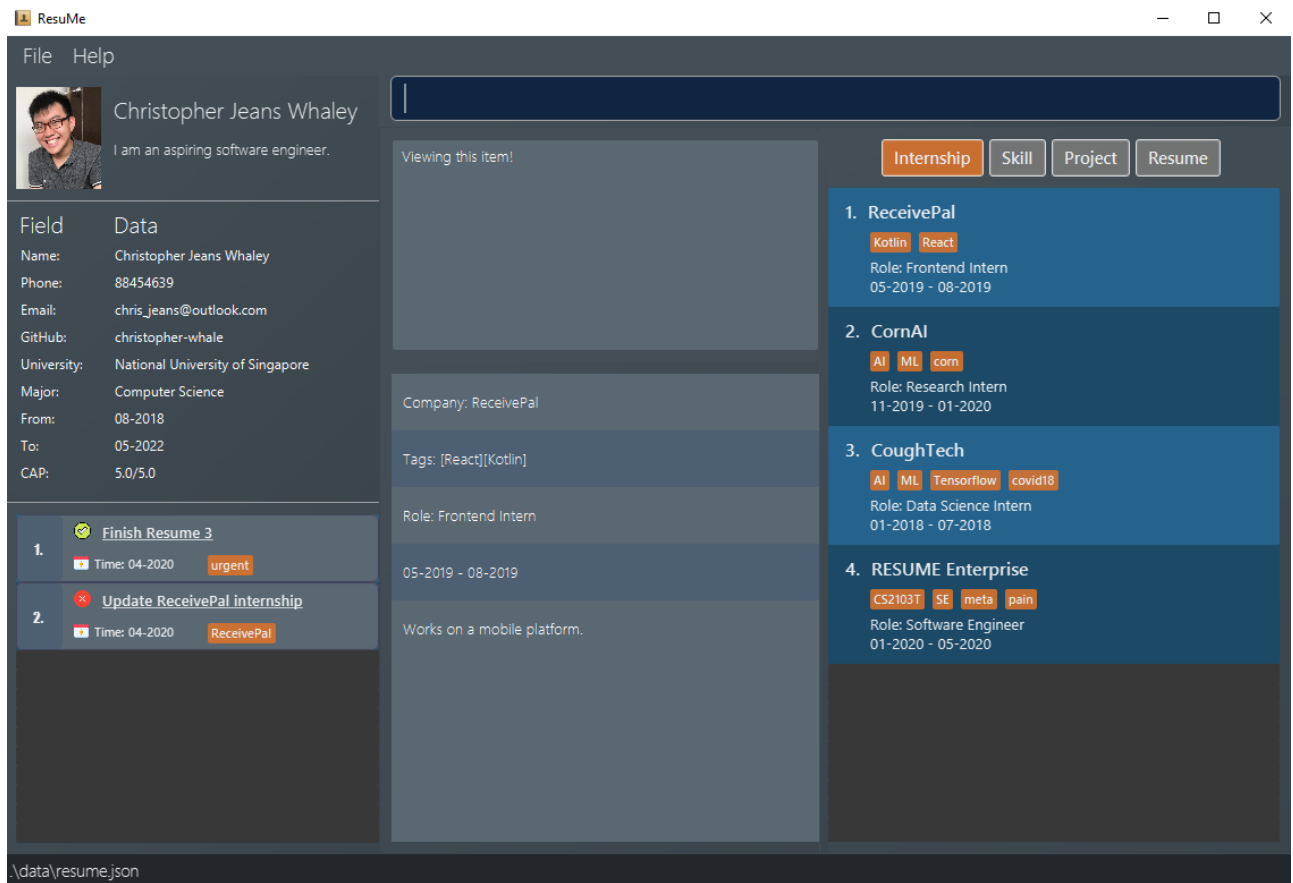 ResuMe
File Help
Christopher Jeans Whaley
I am an aspiring software engineer.
Field Data
Name: Christopher Jeans Whaley
Phone: 88454639
Email: chris_jeans@outlook.com
GitHub: christopher-whale
University: National University of Singapore
Major: Computer Science
From: 08-2018
To: 05-2022
CAP: 5.0/5.0
1.
Finish Resume 3
Time: 04-2020 urgent
2.
Update ReceivePal internship
Time: 04-2020 ReceivePal
Viewing this item!
Company: ReceivePal
Tags: [React][Kotlin]
Role: Frontend Intern
05-2019 - 08-2019
Works on a mobile platform.
Internship Skill Project Resume
1. ReceivePal
Kotlin React
Role: Frontend Intern
05-2019 - 08-2019
2. CornAI
AI ML corn
Role: Research Intern
11-2019 - 01-2020
3. CoughTech
AI ML Tensorflow covid18
Role: Data Science Intern
01-2018 - 07-2018
4. RESUME Enterprise
CS2103T SE meta pain
Role: Software Engineer
01-2020 - 05-2020
.\data\resume.json